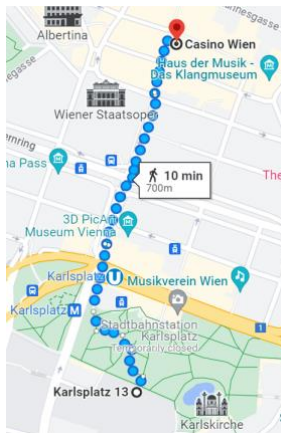 Albertina
Casino Wien
Haus der Musik -
Das Klangmuseum
Wiener Staatsoper
10 min
700m
3D PicArt
Museum Vienna
Karlsplatz
U
Musikverein Wien
Karlsplatz
M
Stadtbahnstation
Karlsplatz
Temporarily closed
1
Karlsplatz 13
Karlskirche